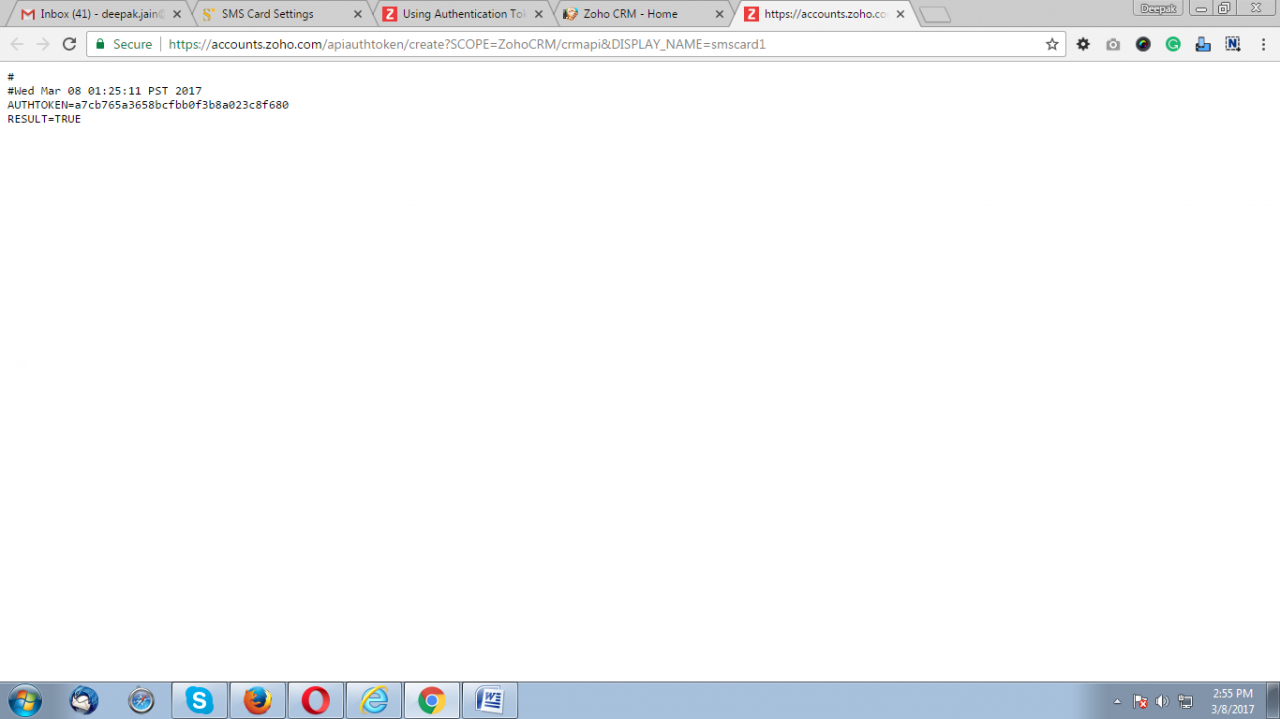 Inbox (41) - deepak.jain@
SMS Card Settings
Using Authentication To
Zoho CRM - Home
https://accounts.zoho.co
Deepak
Secure
https://accounts.zoho.com/apiauthtoken/create?SCOPE=ZohoCRM/crmapi&DISPLAY_NAME=smscard1
#
#Wed Mar 08 01:25:11 PST 2017
AUTHTOKEN=a7cb765a3658bcfbb0f3b8a023c8f680
RESULT=TRUE
2:55 PM
3/8/2017